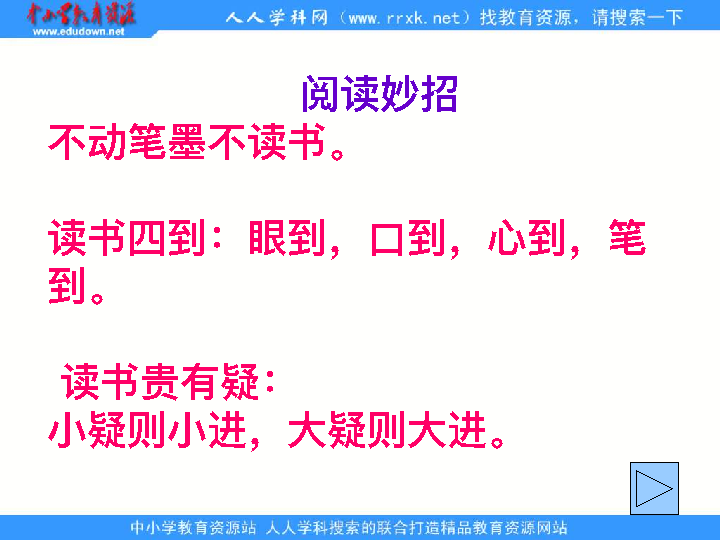 中小学教育资源
www.edudown.net
人人学科网（www.rrxk.net）找教育资源，请搜索一下
阅读妙招
不动笔墨不读书。
读书四到：眼到，口到，心到，笔
到。
读书贵有疑：
小疑则小进，大疑则大进。
中小学教育资源站 人人学科搜索的联合打造精品教育资源网站